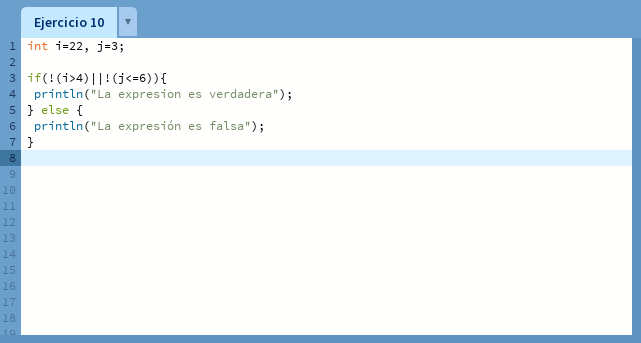 Ejercicio 10
1 int i=22, j=3;
2
3 if(!(i>4)||!(j<=6)){
4 println("La expresion es verdadera");
5 } else {
6 println("La expresión es falsa");
7 }
8
9
10
11
12
13
14
15
16
17
18
19